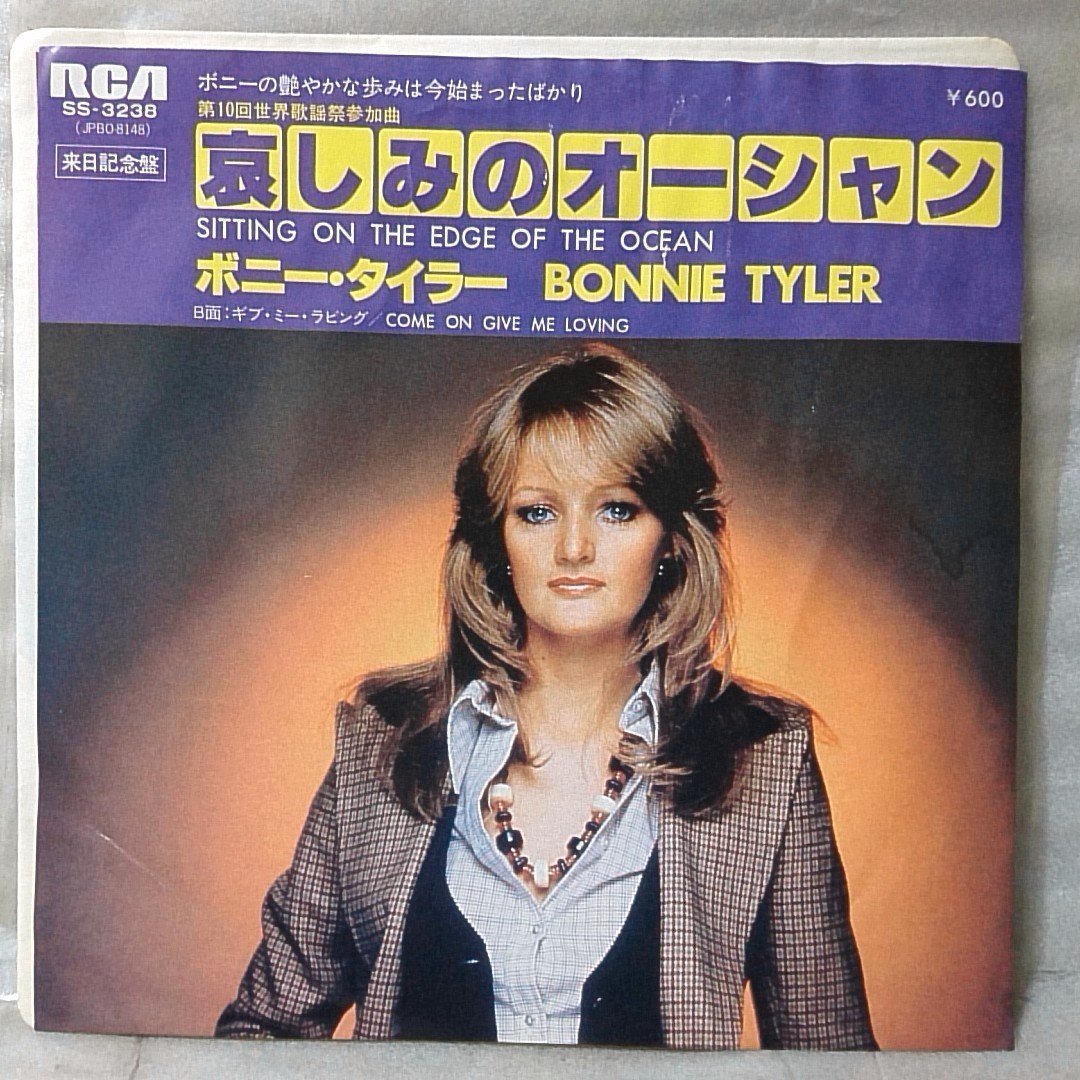 RCA
SS-3238
(JPBO-8148)
来日記念盤
ボニーの艶やかな歩みは今始まったばかり
¥600
第10回世界歌謡祭参加曲
哀しみのオーシャン
SITTING ON THE EDGE OF THE OCEAN
ボニー・タイラー BONNIE TYLER
B面:ギブ・ミー・ラビング/COME ON GIVE ME LOVING